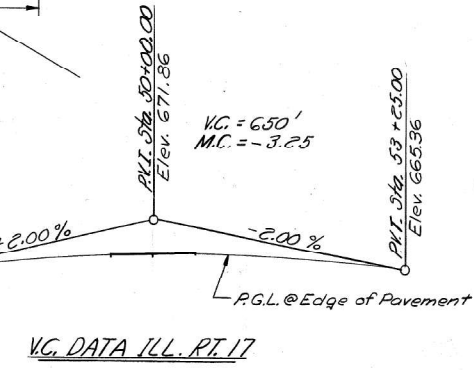 P.V.I. Sta. 50+00.00
Elev. 671.86
V.C. = 650'
M.C. = -3.25
P.V.T. Sta. 53+25.00
Elev. 665.36
+2.00%
-2.00%
P.G.L. @ Edge of Pavement
V.C. DATA ILL. RT. 17